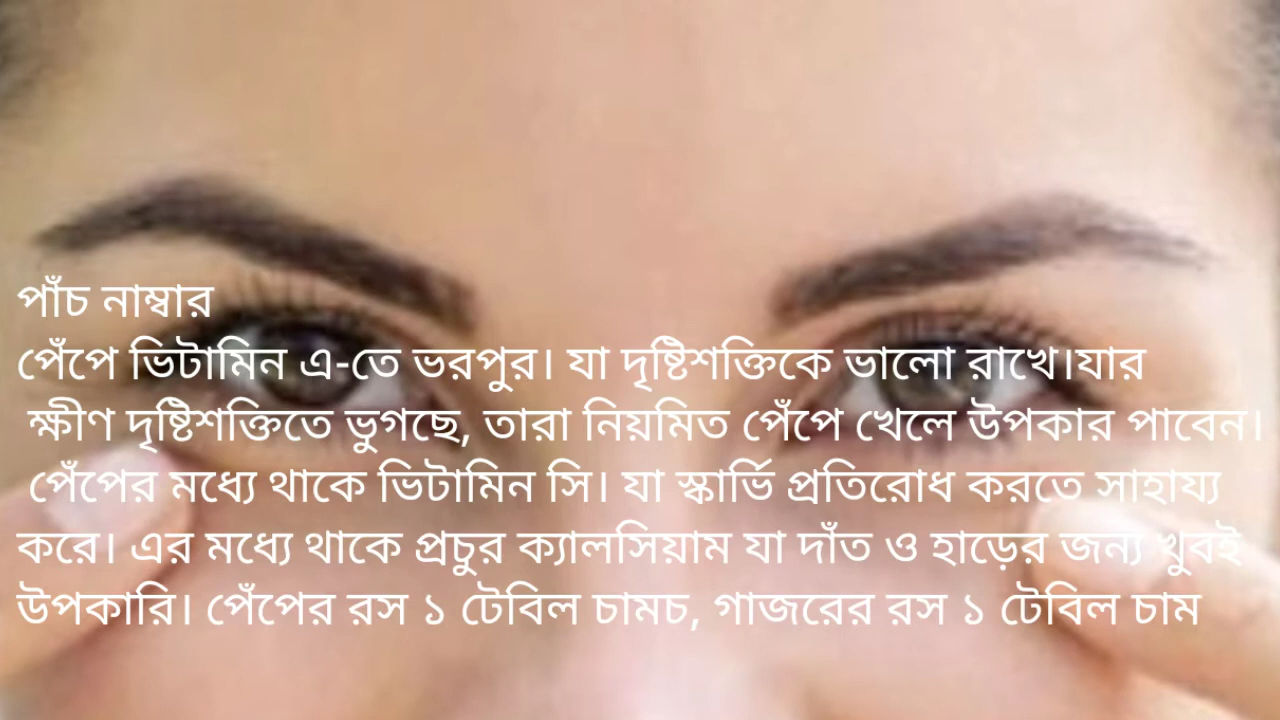 পাঁচ নাম্বার
পেঁপে ভিটামিন এ-তে ভরপুর। যা দৃষ্টিশক্তিকে ভালো রাখে।যার
ক্ষীণ দৃষ্টিশক্তিতে ভুগছে, তারা নিয়মিত পেঁপে খেলে উপকার পাবেন।
পেঁপের মধ্যে থাকে ভিটামিন সি। যা স্কার্ভি প্রতিরোধ করতে সাহায্য
করে। এর মধ্যে থাকে প্রচুর ক্যালসিয়াম যা দাঁত ও হাড়ের জন্য খুবই
উপকারি। পেঁপের রস ১ টেবিল চামচ, গাজরের রস ১ টেবিল চাম